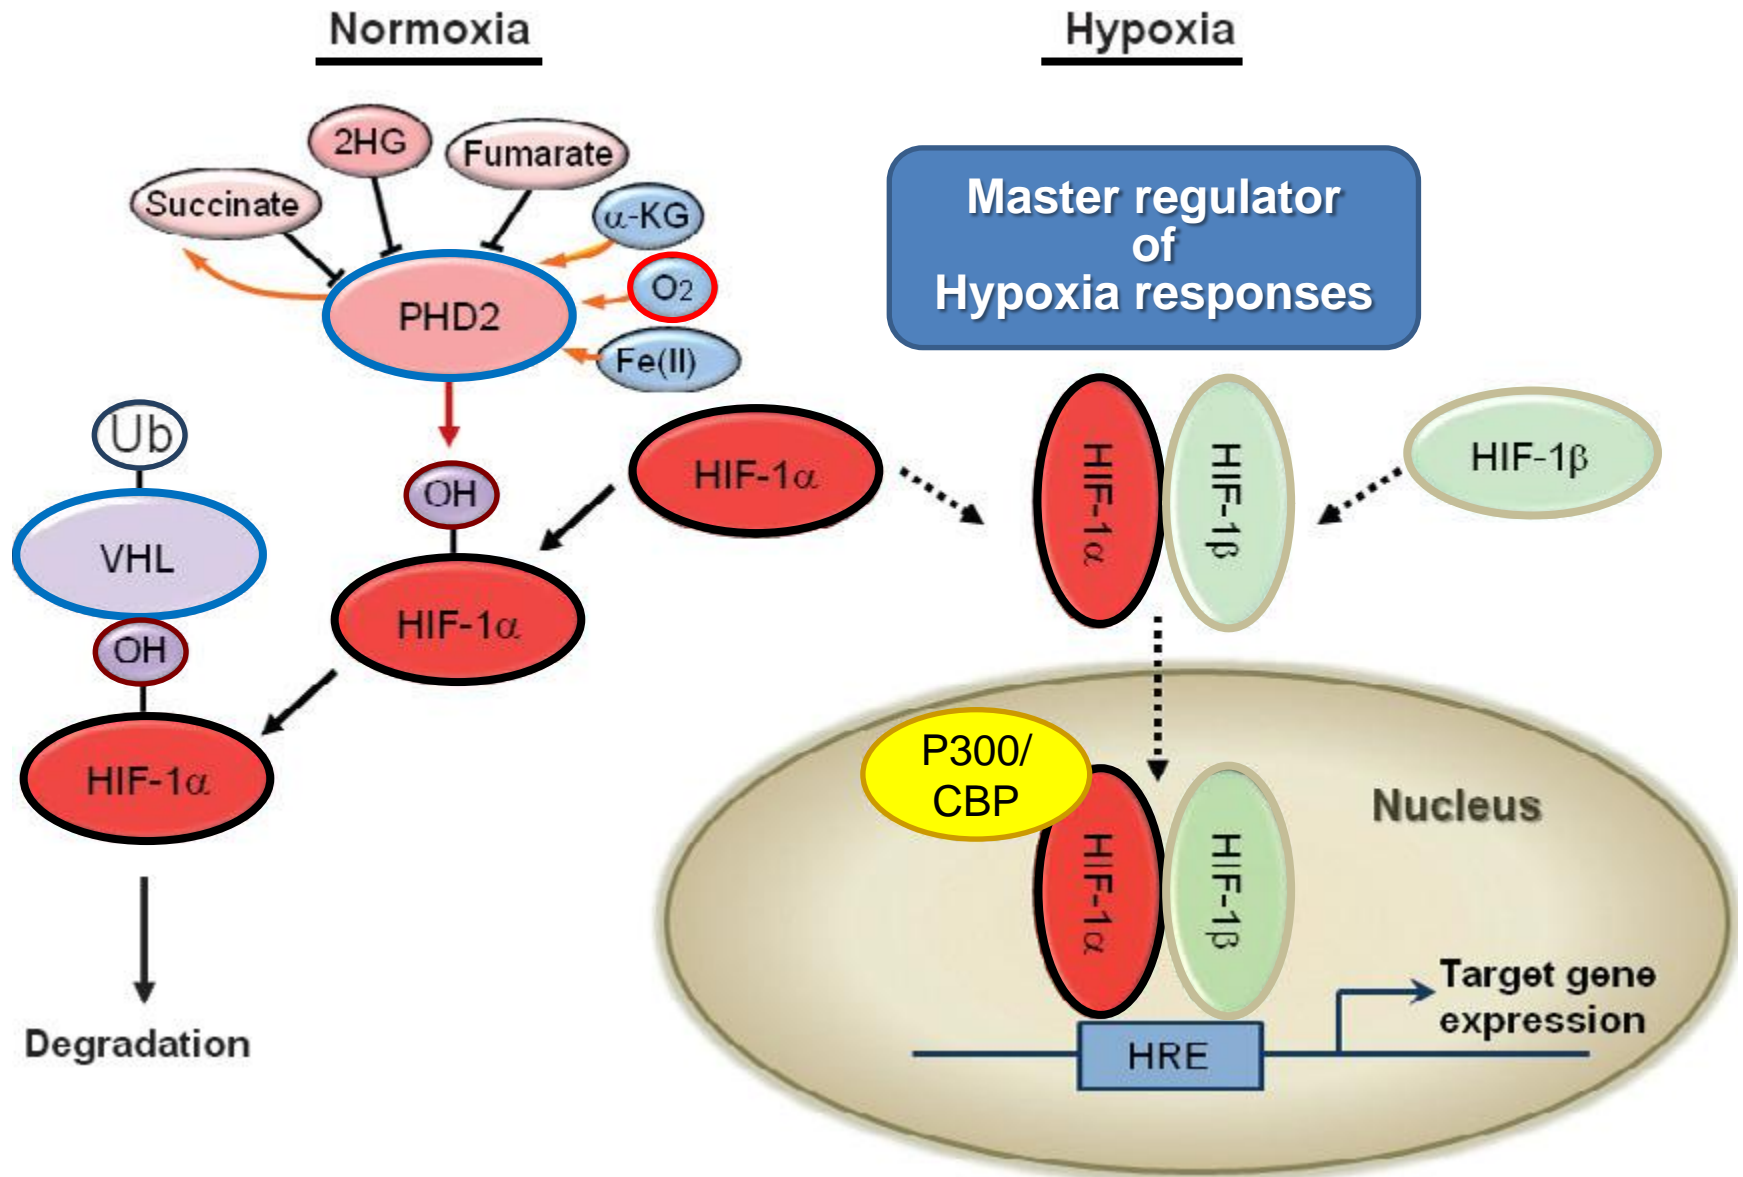 Normoxia
Hypoxia
2HG
Fumarate
Succinate
α-KG
O2
PHD2
Fe(II)
Master regulator
of
Hypoxia responses
Ub
VHL
OH
HIF-1α
OH
HIF-1α
HIF-1α
HIF-1α
HIF-1β
HIF-1β
P300/
CBP
HIF-1α
HIF-1β
Nucleus
Target gene
expression
HRE
Degradation